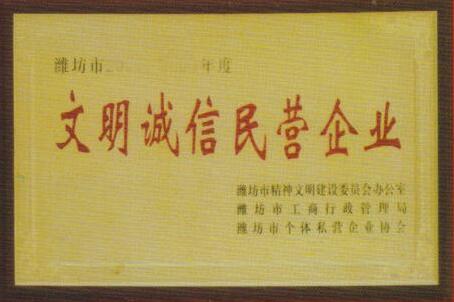 潍坊市20 年度
文明诚信民营企业
潍坊市精神文明建设委员会办公室
潍坊市工商行政管理局
潍坊市个体私营企业协会